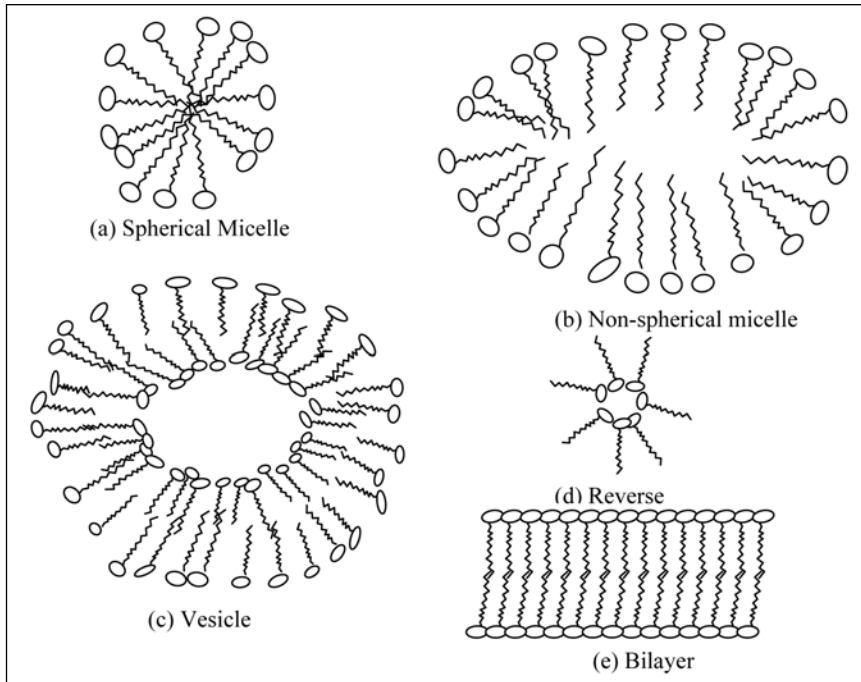 (a) Spherical Micelle
(b) Non-spherical micelle
(c) Vesicle
(d) Reverse
(e) Bilayer